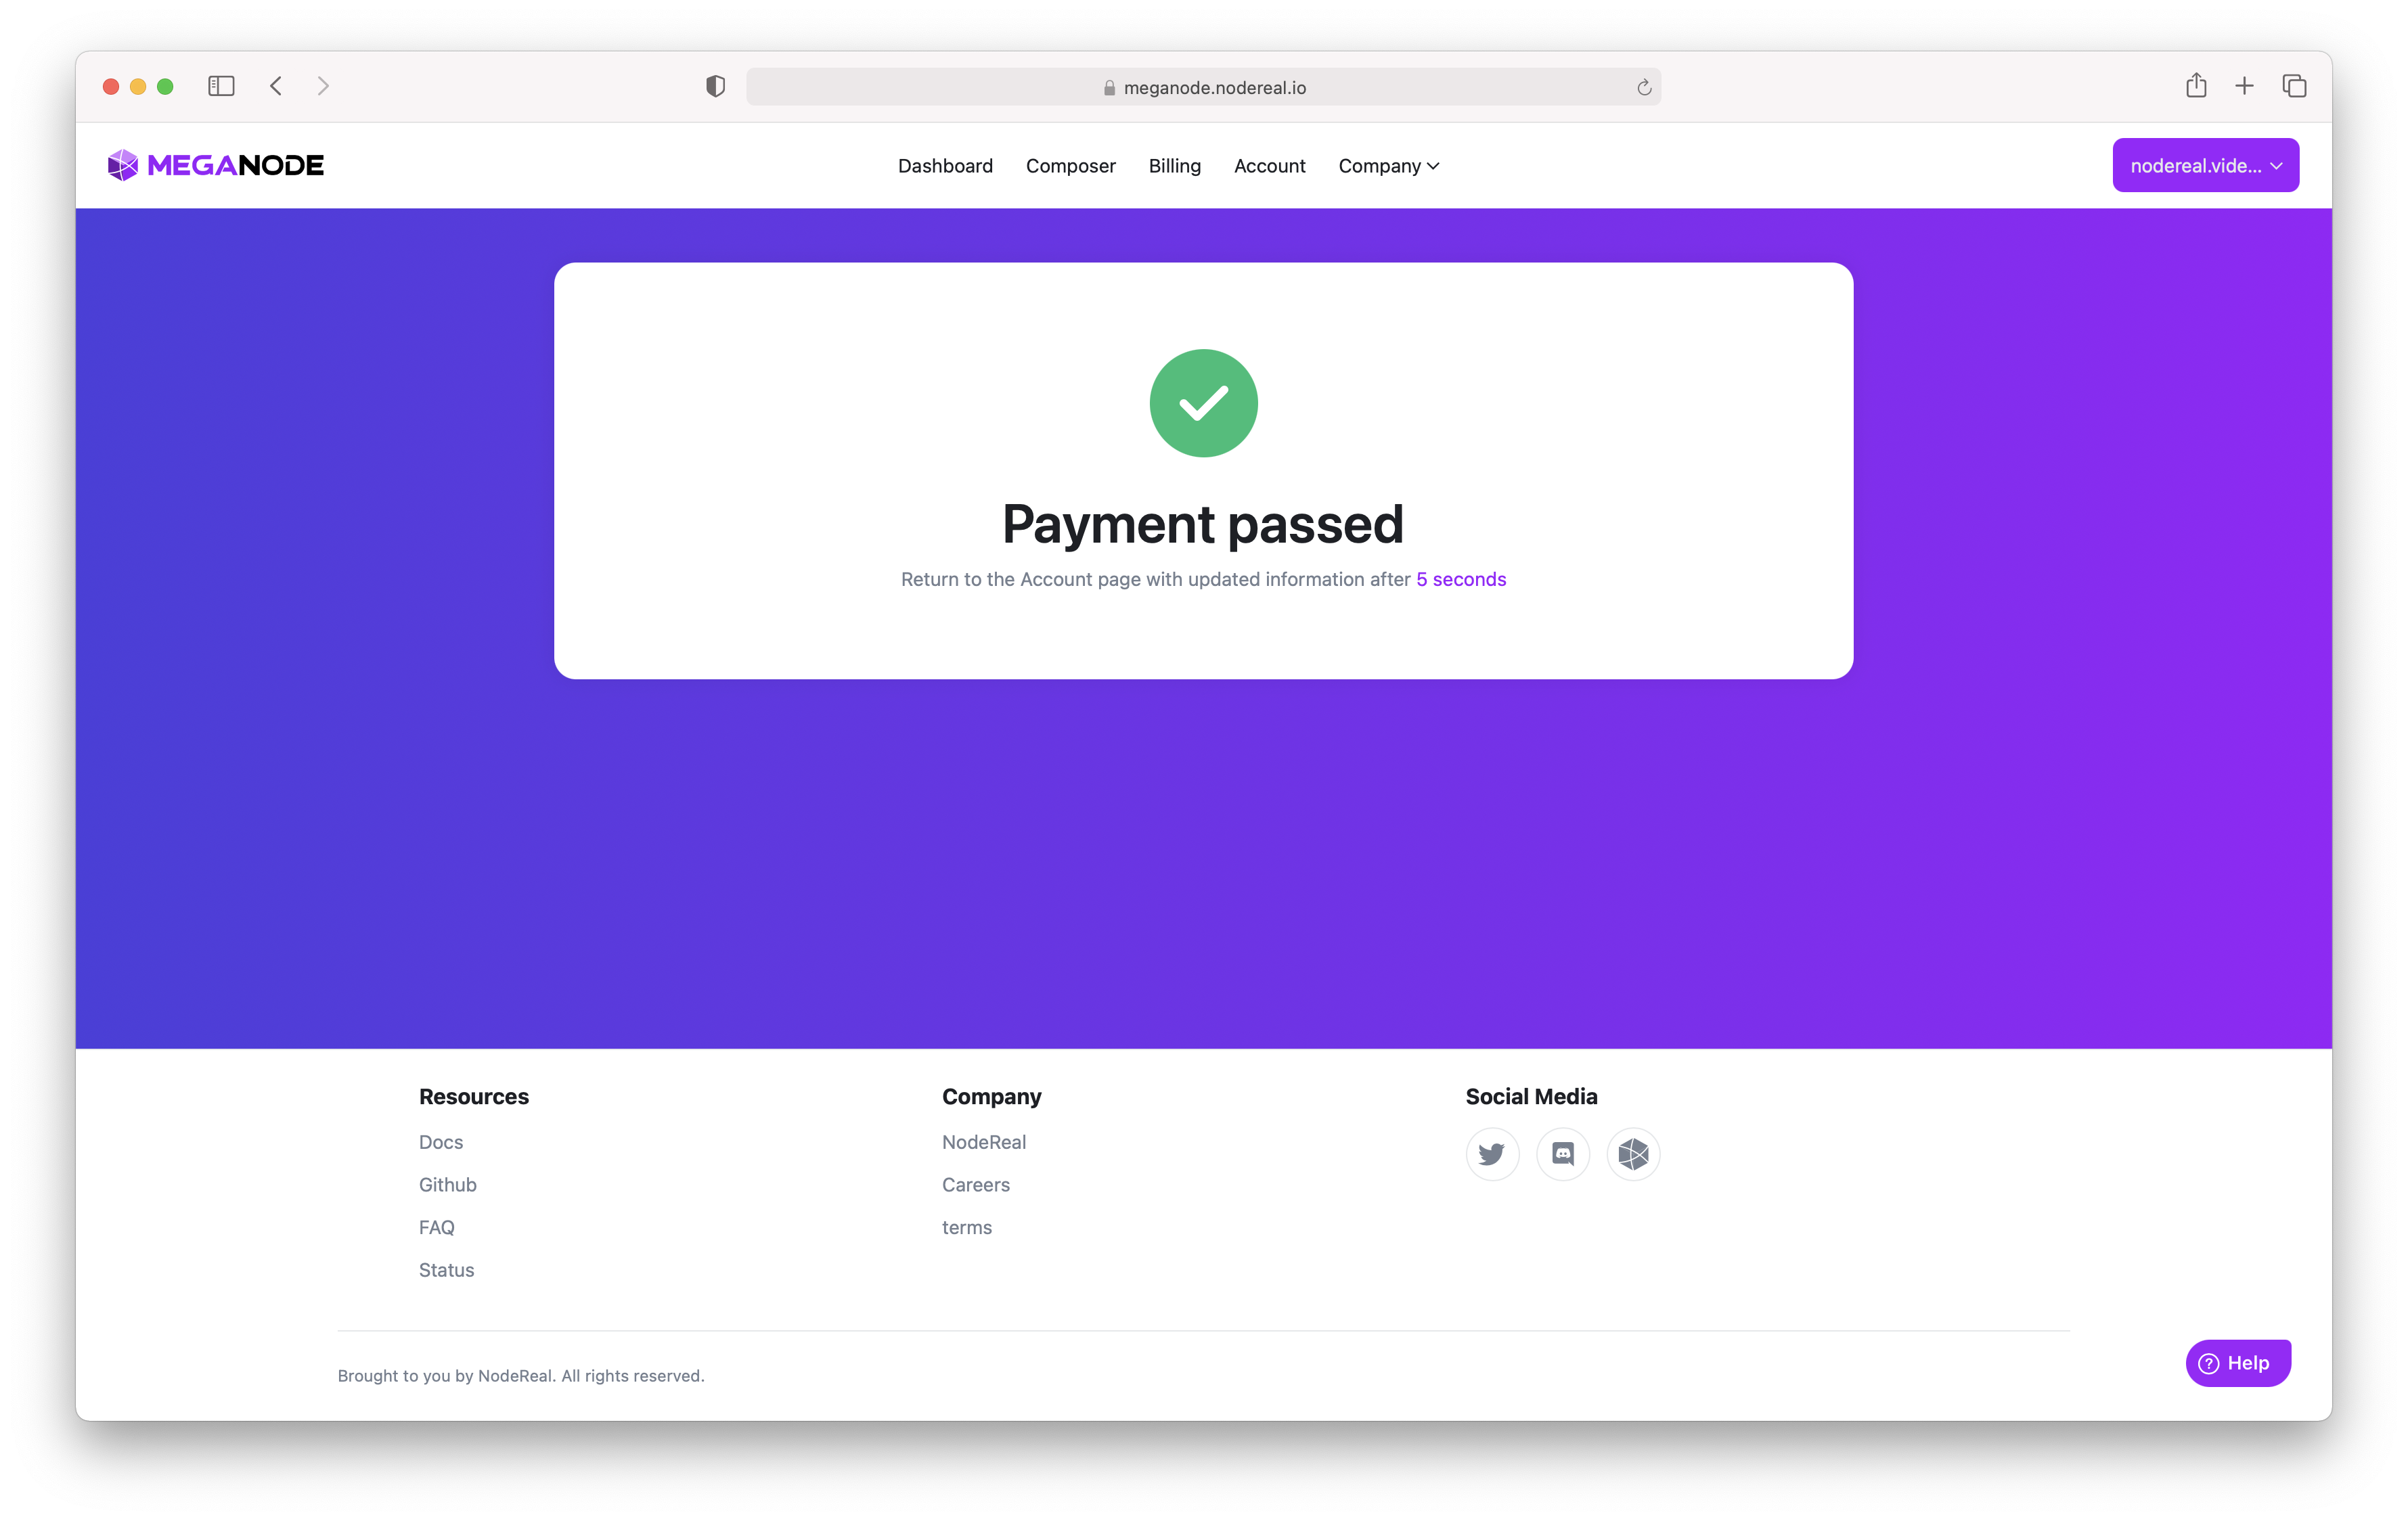 meganode.nodereal.io
MEGANODE
Dashboard Composer Billing Account Company
nodereal.vide...
Payment passed
Return to the Account page with updated information after 5 seconds
Resources
Docs
Github
FAQ
Status
Company
NodeReal
Careers
terms
Social Media
Brought to you by NodeReal. All rights reserved.
? Help